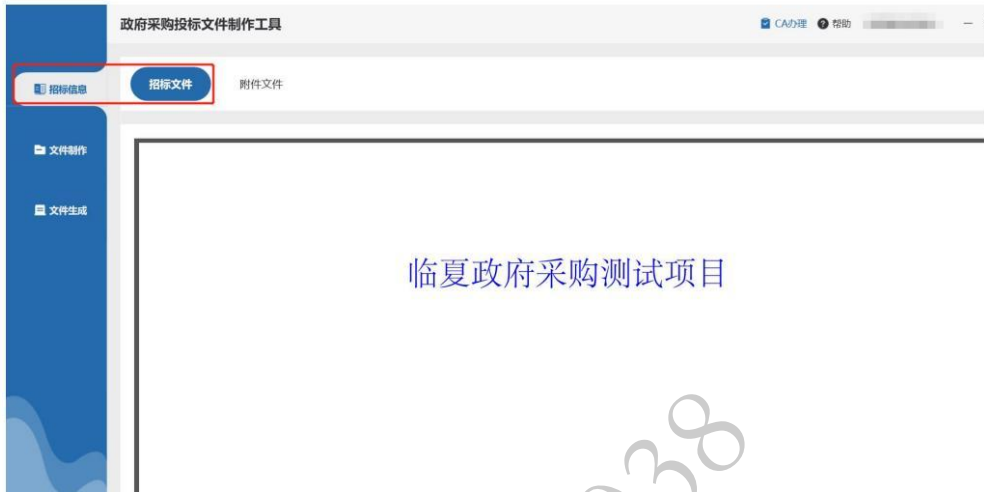 政府采购投标文件制作工具 CA办理 帮助
招标信息 招标文件 附件文件
文件制作
文件生成
临夏政府采购测试项目
38